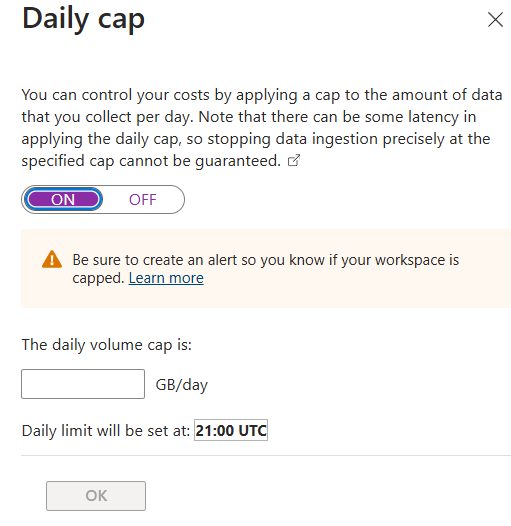 Daily cap
You can control your costs by applying a cap to the amount of data
that you collect per day. Note that there can be some latency in
applying the daily cap, so stopping data ingestion precisely at the
specified cap cannot be guaranteed.
ON OFF
Be sure to create an alert so you know if your workspace is
capped. Learn more
The daily volume cap is:
GB/day
Daily limit will be set at: 21:00 UTC
OK